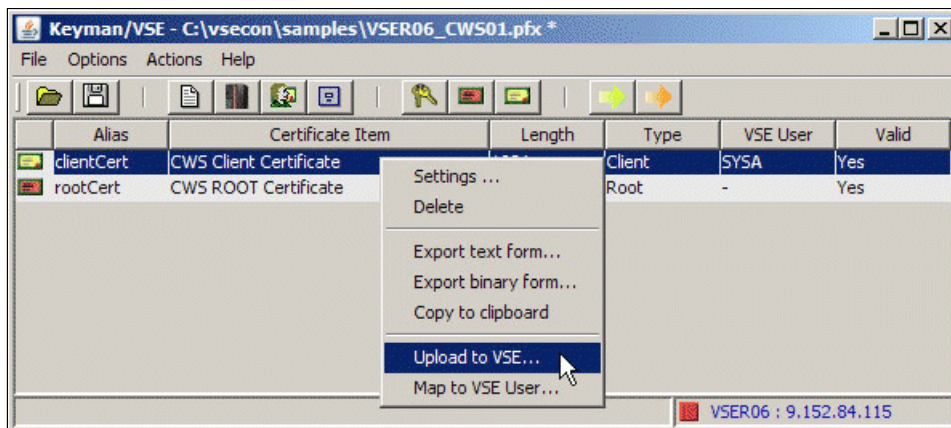 Keyman/VSE - C:\vsecon\samples\VSER06_CWS01.pfx *
File Options Actions Help
Alias Certificate Item Length Type VSE User Valid
clientCert CWS Client Certificate Client SYSA Yes
rootCert CWS ROOT Certificate Root - Yes
Settings ...
Delete
Export text form...
Export binary form...
Copy to clipboard
Upload to VSE...
Map to VSE User...
VSER06 : 9.152.84.115